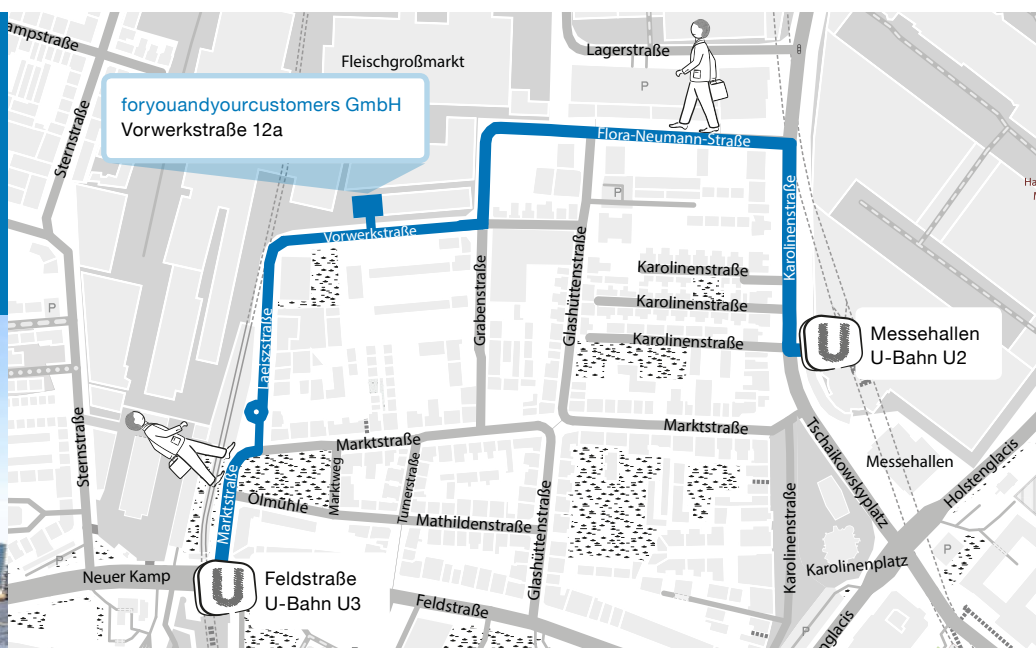 ampstraße
Lagerstraße
Fleischgroßmarkt
P
foryouandyourcustomers GmbH
Vorwerkstraße 12a
Sternstraße
Flora-Neumann-Straße
Ha
P
Karolinenstraße
Vorwerkstraße
Glashüttenstraße
Karolinenstraße
Karolinenstraße
Karolinenstraße
Grabenstraße
P
Laeiszstraße
Messehallen
U-Bahn U2
Sternstraße
Marktstraße
Marktstraße
Tschaikowskyplatz
Messehallen
Holstenglacis
Marktweg
Turnerstraße
Marktstraße
Ölmühle
Mathildenstraße
Glashüttenstraße
Karolinenstraße
Karolinenplatz
P
P
Neuer Kamp
Feldstraße
U-Bahn U3
Feldstraße
P
nglacis